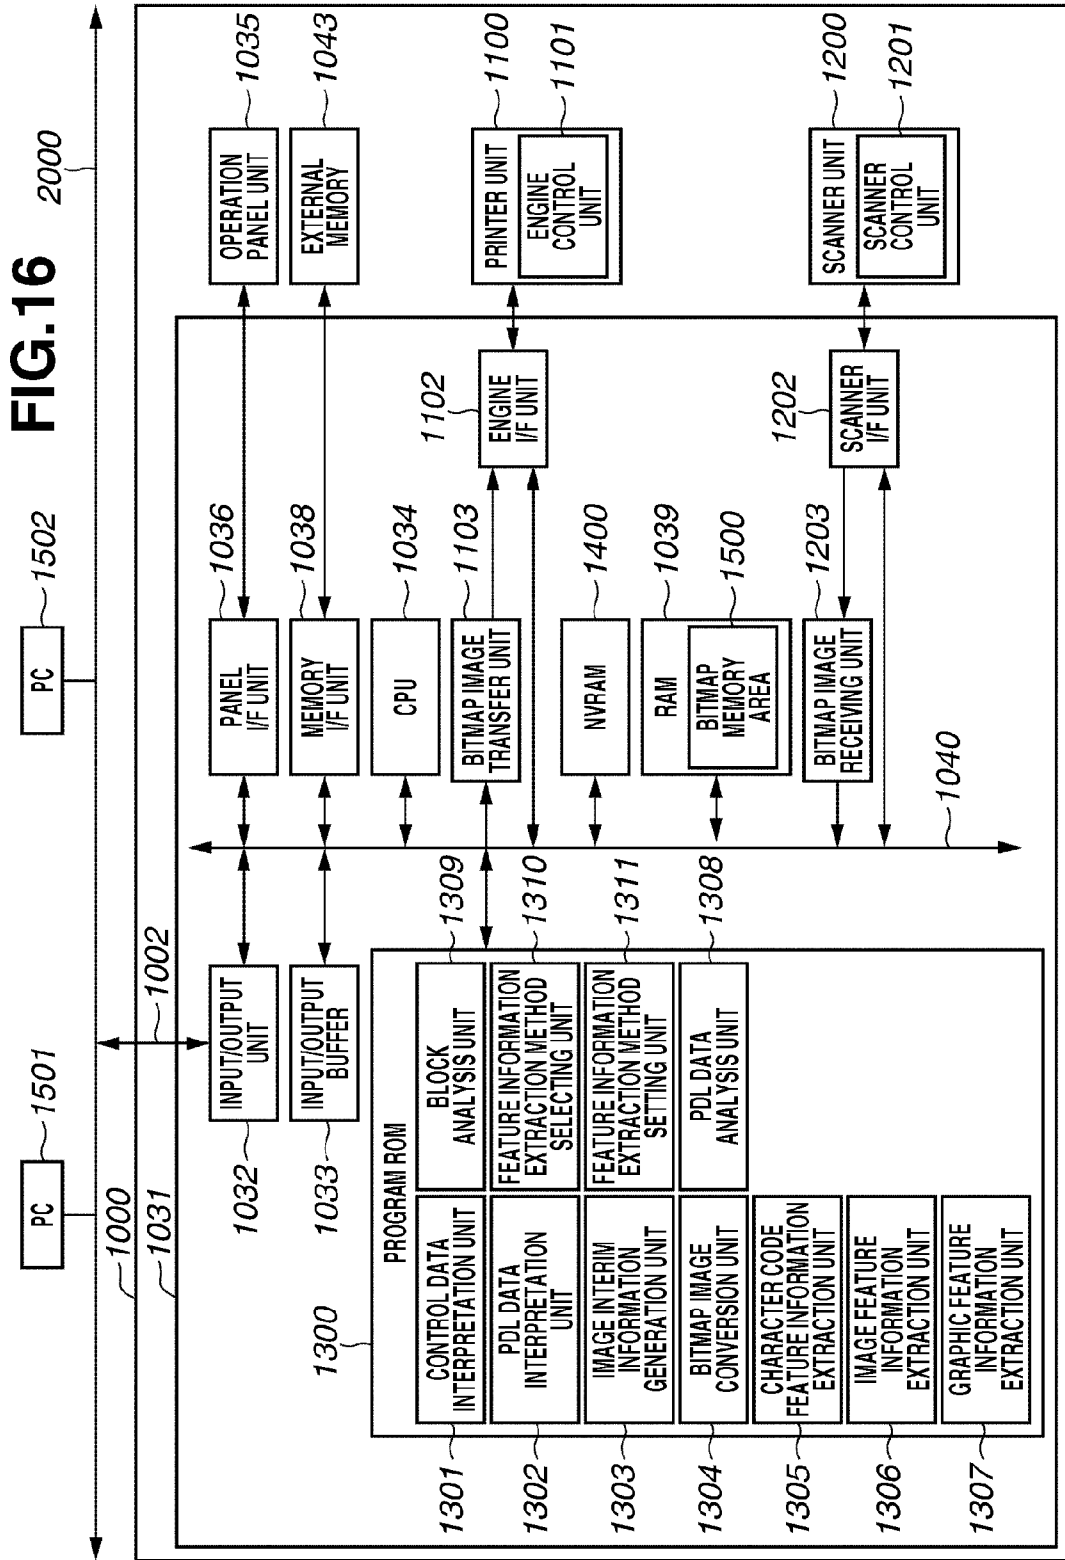 FIG.16
PC
1501
PC
1502
2000
1000
1031
1002
INPUT/OUTPUT
UNIT
1032
INPUT/OUTPUT
BUFFER
1033
PANEL
I/F UNIT
1036
MEMORY
I/F UNIT
1038
CPU
1034
BITMAP IMAGE
TRANSFER UNIT
1103
ENGINE
I/F UNIT
1102
NVRAM
1400
RAM
1039
BITMAP
MEMORY
AREA
1500
BITMAP IMAGE
RECEIVING UNIT
1203
SCANNER
I/F UNIT
1202
1040
OPERATION
PANEL UNIT
1035
EXTERNAL
MEMORY
1043
PRINTER UNIT
1100
ENGINE
CONTROL
UNIT
1101
SCANNER UNIT
1200
SCANNER
CONTROL
UNIT
1201
1300
PROGRAM ROM
CONTROL DATA
INTERPRETATION UNIT
1301
PDL DATA
INTERPRETATION
UNIT
1302
IMAGE INTERIM
INFORMATION
GENERATION UNIT
1303
BITMAP IMAGE
CONVERSION UNIT
1304
CHARACTER CODE
FEATURE INFORMATION
EXTRACTION UNIT
1305
IMAGE FEATURE
INFORMATION
EXTRACTION UNIT
1306
GRAPHIC FEATURE
INFORMATION
EXTRACTION UNIT
1307
BLOCK
ANALYSIS UNIT
1309
FEATURE INFORMATION
EXTRACTION METHOD
SELECTING UNIT
1310
FEATURE INFORMATION
EXTRACTION METHOD
SETTING UNIT
1311
PDL DATA
ANALYSIS UNIT
1308